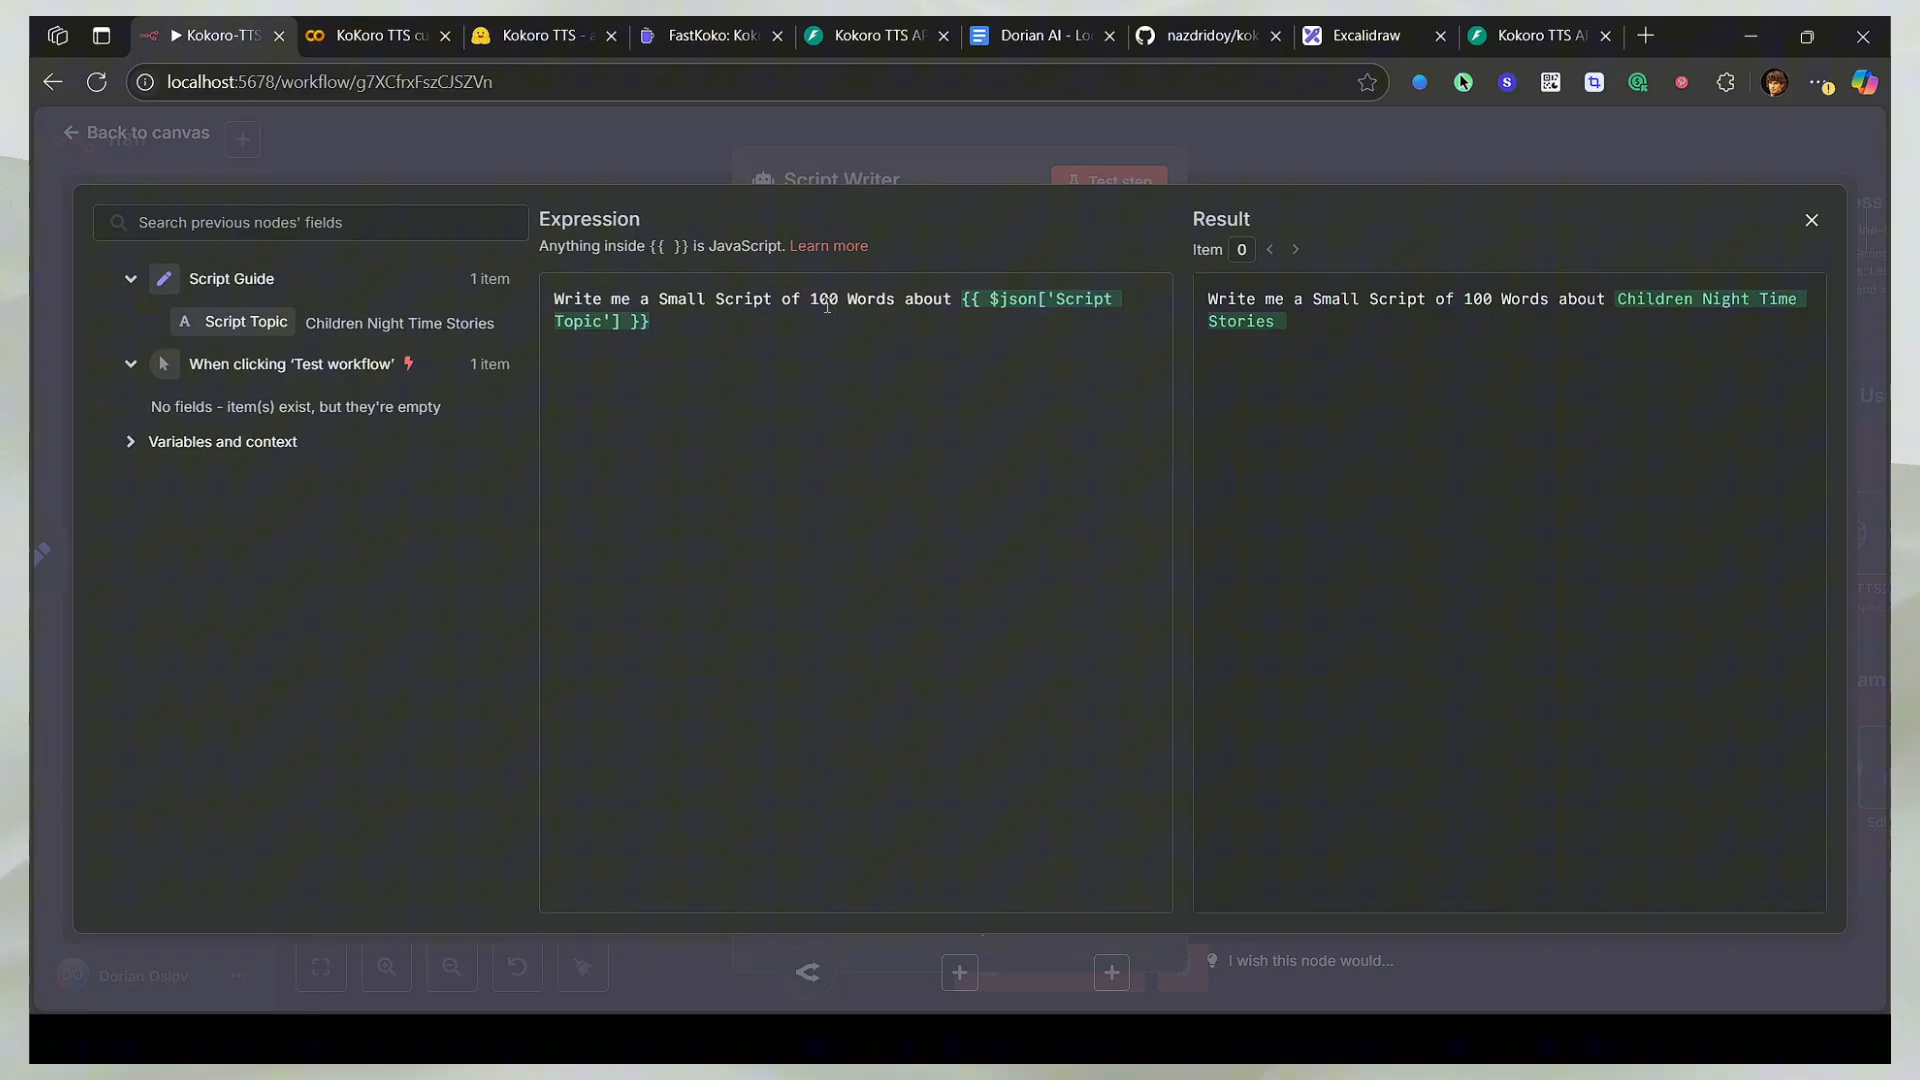 Kokoro-TTS
KoKoro TTS cu
Kokoro TTS - a
FastKoko: Kok
Kokoro TTS AP
Dorian AI - Lo
nazdridoy/kok
Excalidraw
Kokoro TTS AP
localhost:5678/workflow/g7XCfrxFszCJSZVn
Back to canvas
Script Writer
Test step
Search previous nodes' fields
Expression
Anything inside {{ }} is JavaScript. Learn more
Result
Item 0
Script Guide
1 item
A Script Topic Children Night Time Stories
When clicking ‘Test workflow’
1 item
No fields - item(s) exist, but they're empty
Variables and context
Write me a Small Script of 100 Words about {{ $json['Script
Topic'] }}
Write me a Small Script of 100 Words about Children Night Time
Stories
Dorian Oslov
I wish this node would...